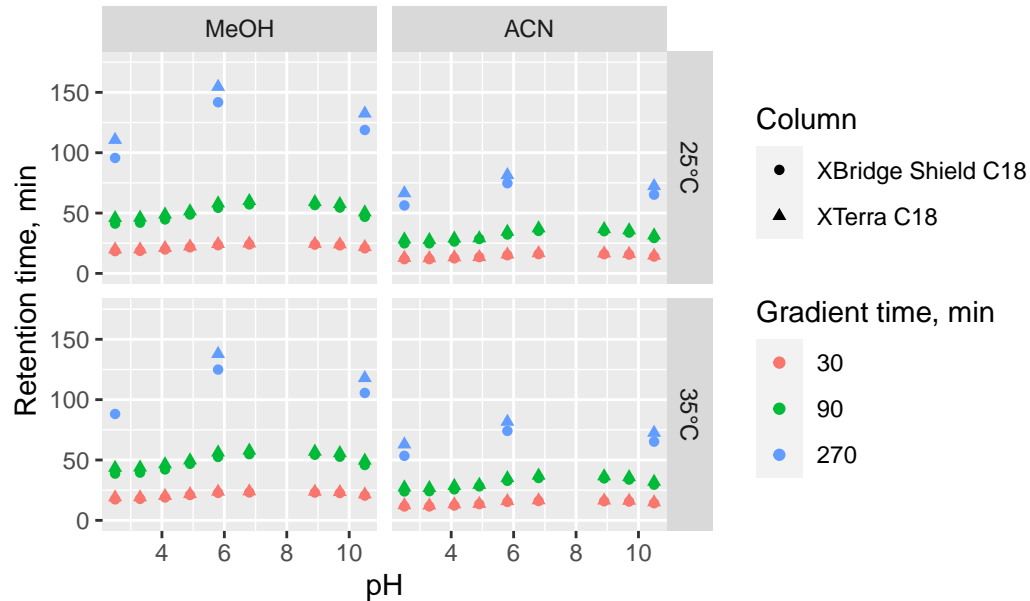 MeOH ACN
Retention time, min
150
100
50
0
25°C
150
100
50
0
35°C
4 6 8 10 4 6 8 10
pH
Column
XBridge Shield C18
XTerra C18
Gradient time, min
30
90
270